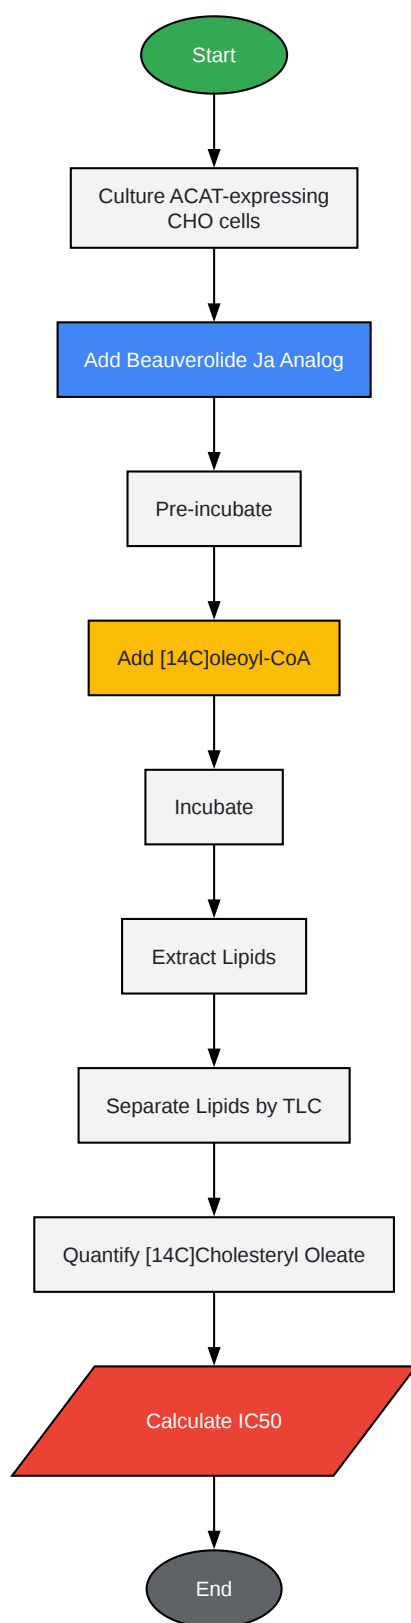 Start
Culture ACAT-expressing
CHO cells
Add Beauverolide Ja Analog
Pre-incubate
Add [14C]oleoyl-CoA
Incubate
Extract Lipids
Separate Lipids by TLC
Quantify [14C]Cholesteryl Oleate
Calculate IC50
End